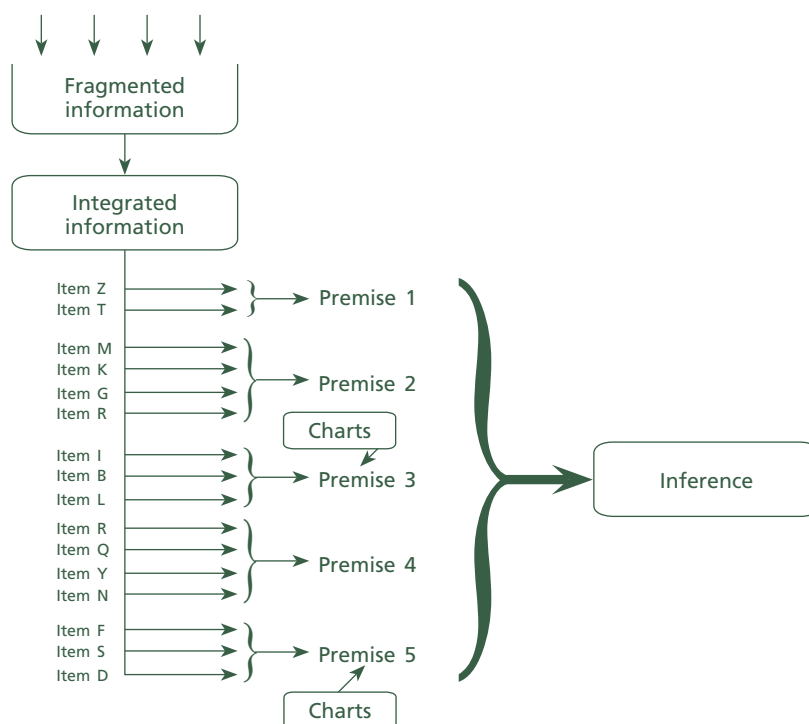 Fragmented
information
Integrated
information
Item Z
Item T
Premise 1
Item M
Item K
Item G
Item R
Premise 2
Charts
Item I
Item B
Item L
Premise 3
Inference
Item R
Item Q
Item Y
Item N
Premise 4
Item F
Item S
Item D
Premise 5
Charts